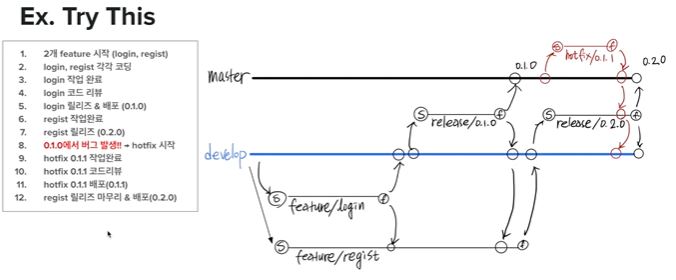 Ex. Try This
1. 2개 feature 시작 (login, regist)
2. login, regist 각각 코딩
3. login 작업 완료
4. login 코드 리뷰
5. login 릴리즈 & 배포 (0.1.0)
6. regist 작업완료
7. regist 릴리즈 (0.2.0)
8. 0.1.0에서 버그 발생!! → hotfix 시작
9. hotfix 0.1.1 작업완료
10. hotfix 0.1.1 코드리뷰
11. hotfix 0.1.1 배포(0.1.1)
12. regist 릴리즈 마무리 & 배포(0.2.0)
S f
hotfix/0.1.1
0.1.0
0.2.0
master
S f
release/0.1.0
S f
release/0.2.0
develop
S f
feature/login
S f
feature/regist